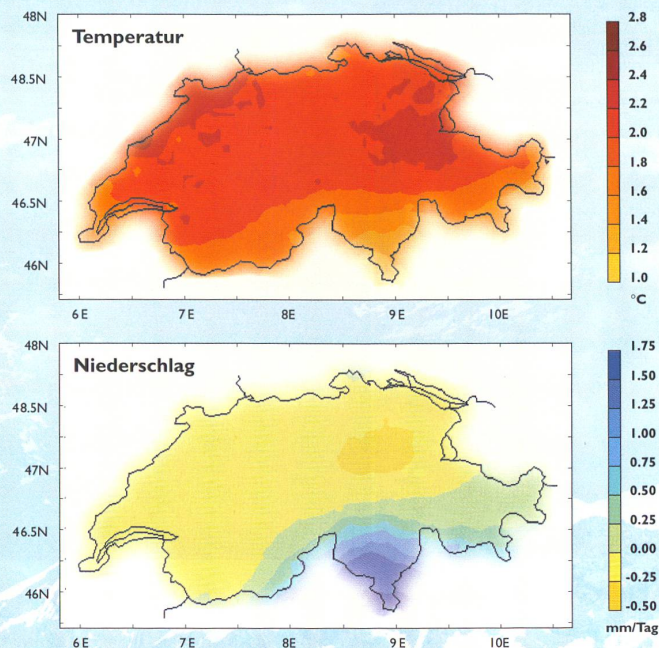 Temperatur
48N
48.5N
47N
46.5N
46N
6E
7E
8E
9E
10E
2.8
2.6
2.4
2.2
2.0
1.8
1.6
1.4
1.2
1.0
°C
Niederschlag
48N
48.5N
47N
46.5N
46N
6E
7E
8E
9E
10E
1.75
1.50
1.25
1.00
0.75
0.50
0.25
0.00
-0.25
-0.50
mm/Tag